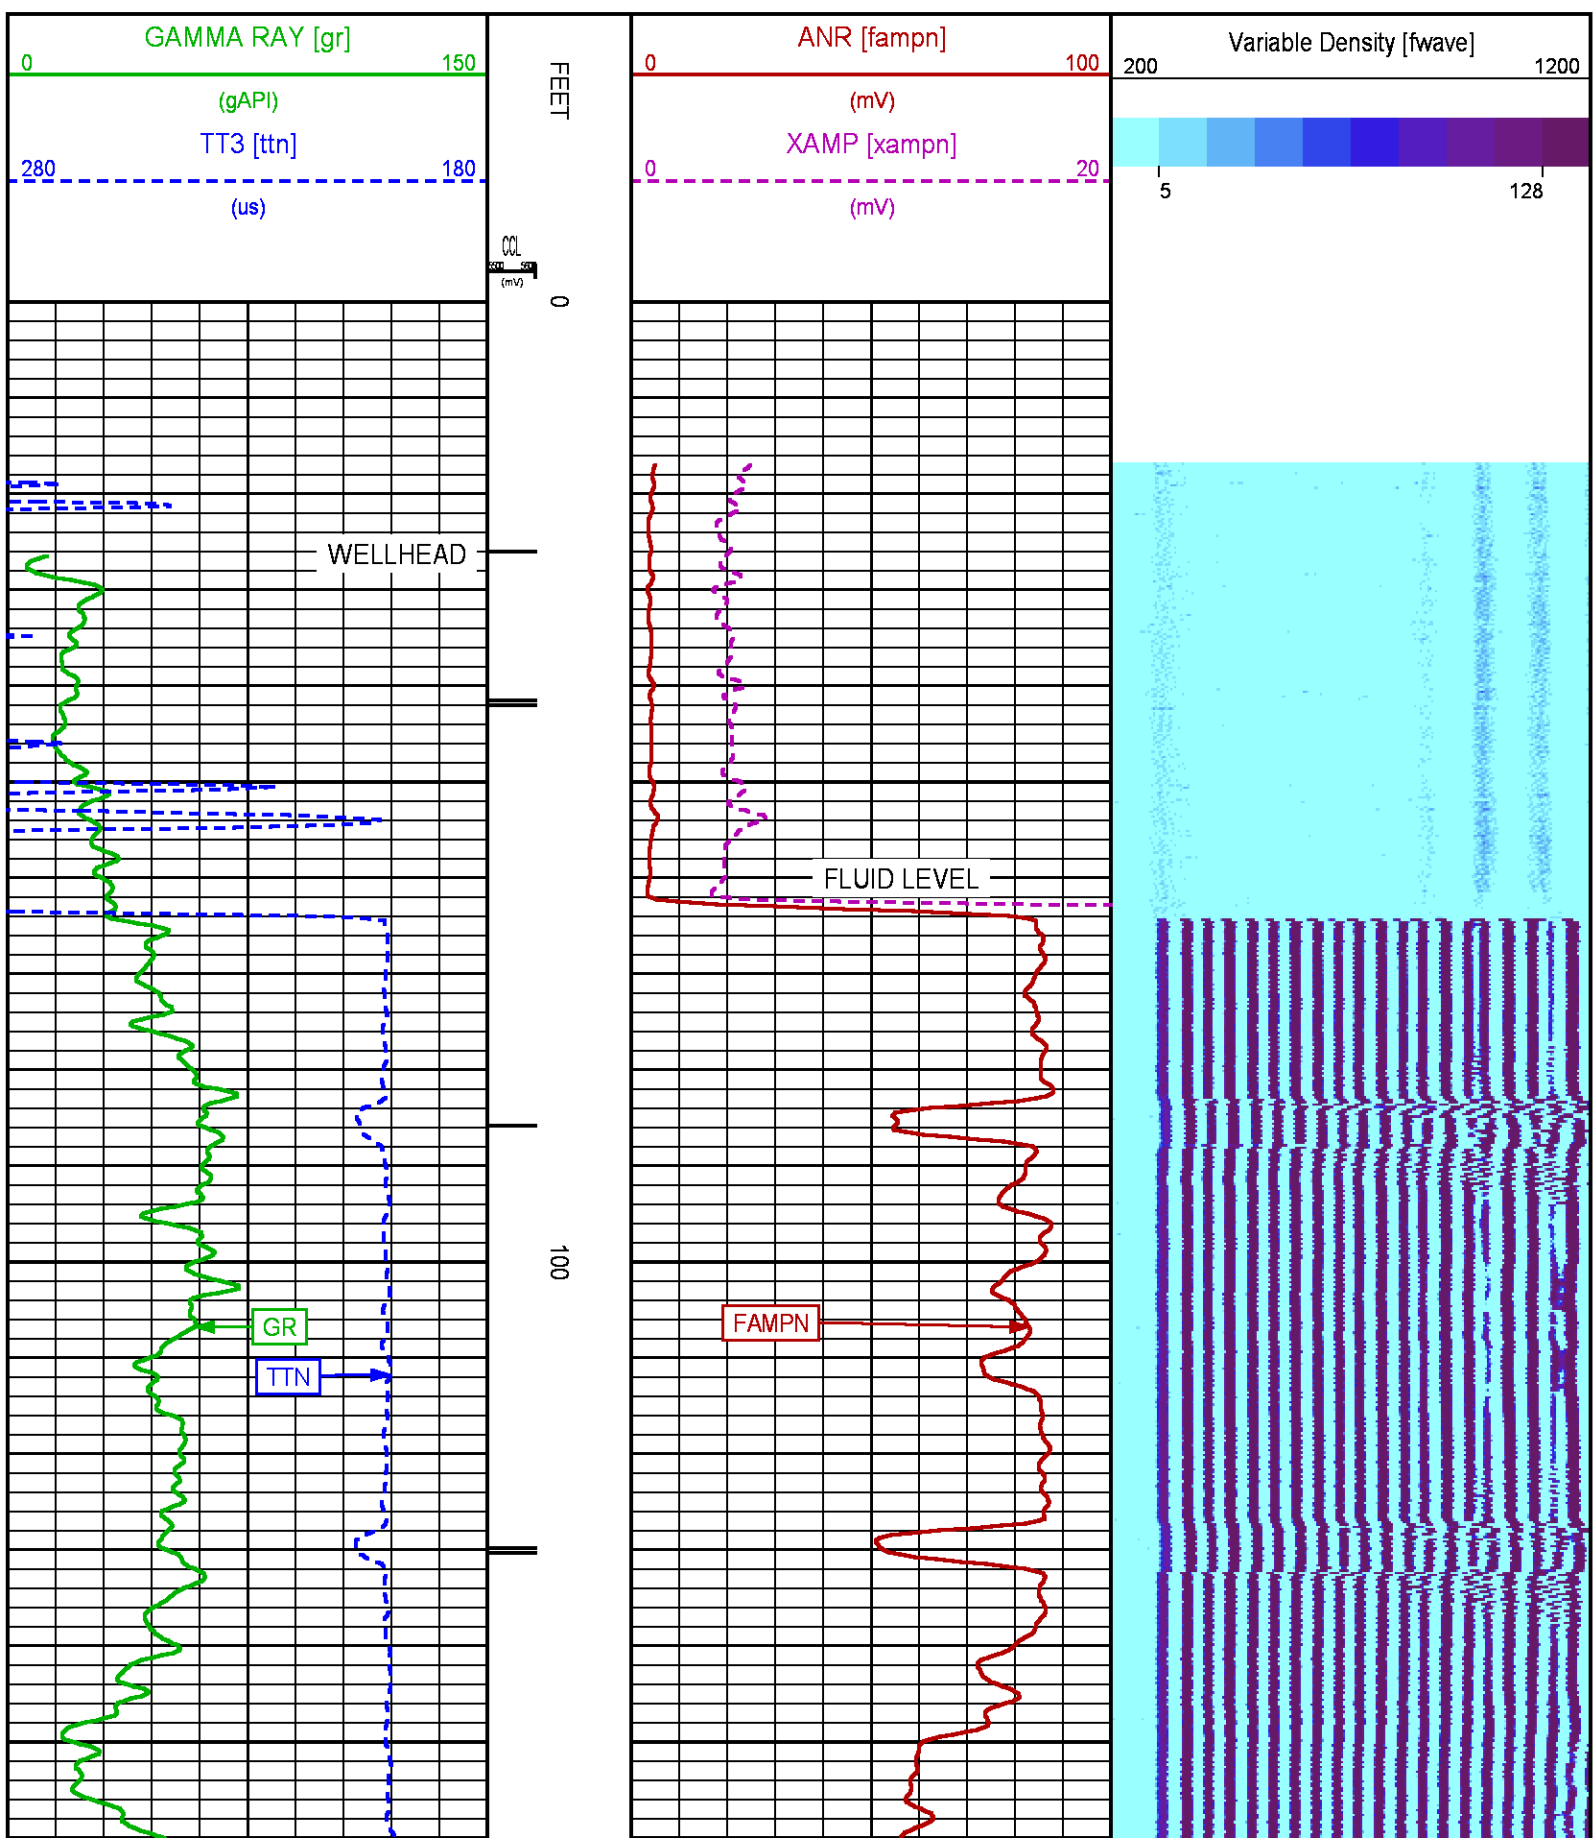 GAMMA RAY [gr]
0 150
(gAPI)
TT3 [ttn]
280 180
(us)
FEET
CCL
(mV)
ANR [fampn]
0 100
(mV)
XAMP [xampn]
0 20
(mV)
Variable Density [fwave]
200 1200
5 128
0
WELLHEAD
FLUID LEVEL
100
GR
TTN
FAMPN